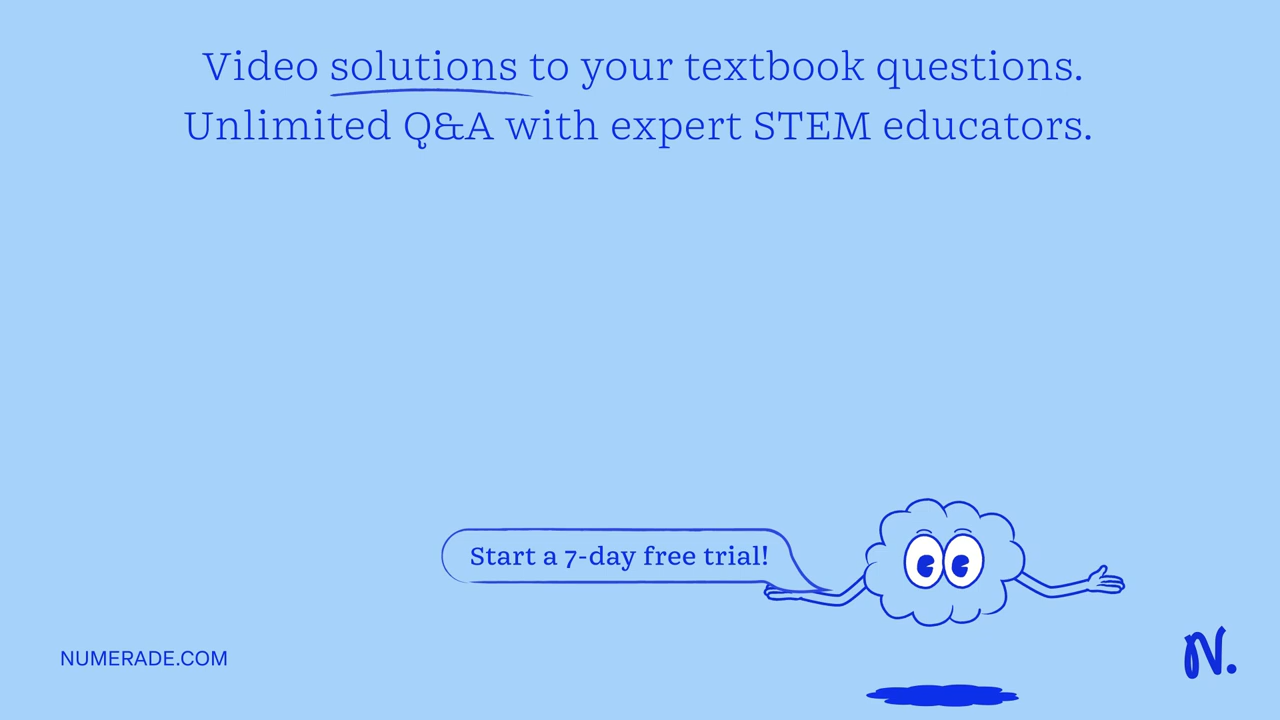 Video solutions to your textbook questions.
Unlimited Q&A with expert STEM educators.
Start a 7-day free trial!
NUMERADE.COM
N.